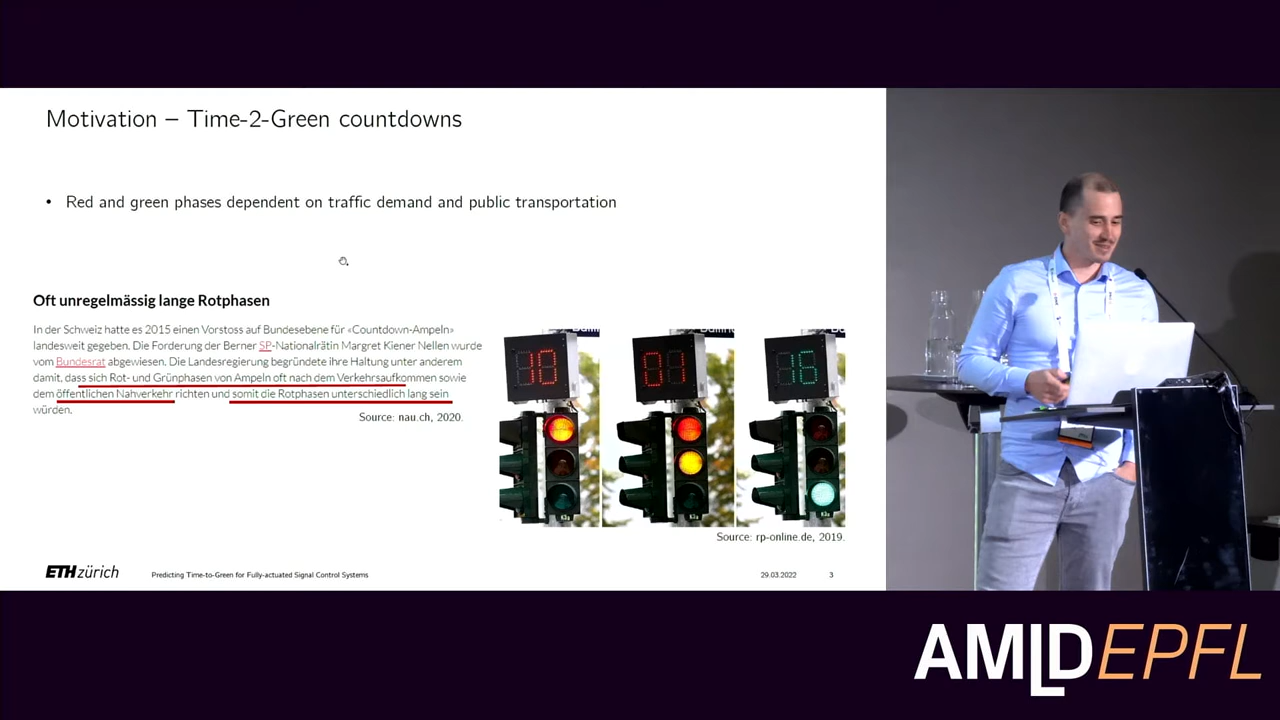 Motivation – Time-2-Green countdowns
• Red and green phases dependent on traffic demand and public transportation
Oft unregelmässig lange Rotphasen
In der Schweiz hatte es 2015 einen Vorstoss auf Bundesebene für «Countdown-Ampeln»
landesweit gegeben. Die Forderung der Berner SP-Nationalrätin Margret Kiener Nellen wurde
vom Bundesrat abgewiesen. Die Landesregierung begründete ihre Haltung unter anderem
damit, dass sich Rot- und Grünphasen von Ampeln oft nach dem Verkehrsaufkommen sowie
dem öffentlichen Nahverkehr richten und somit die Rotphasen unterschiedlich lang sein
würden.
Source: nau.ch, 2020.
01
16
Source: rp-online.de, 2019.
ETH zürich
Predicting Time-to-Green for Fully-actuated Signal Control Systems
29.03.2022
3
AMLDEPFL